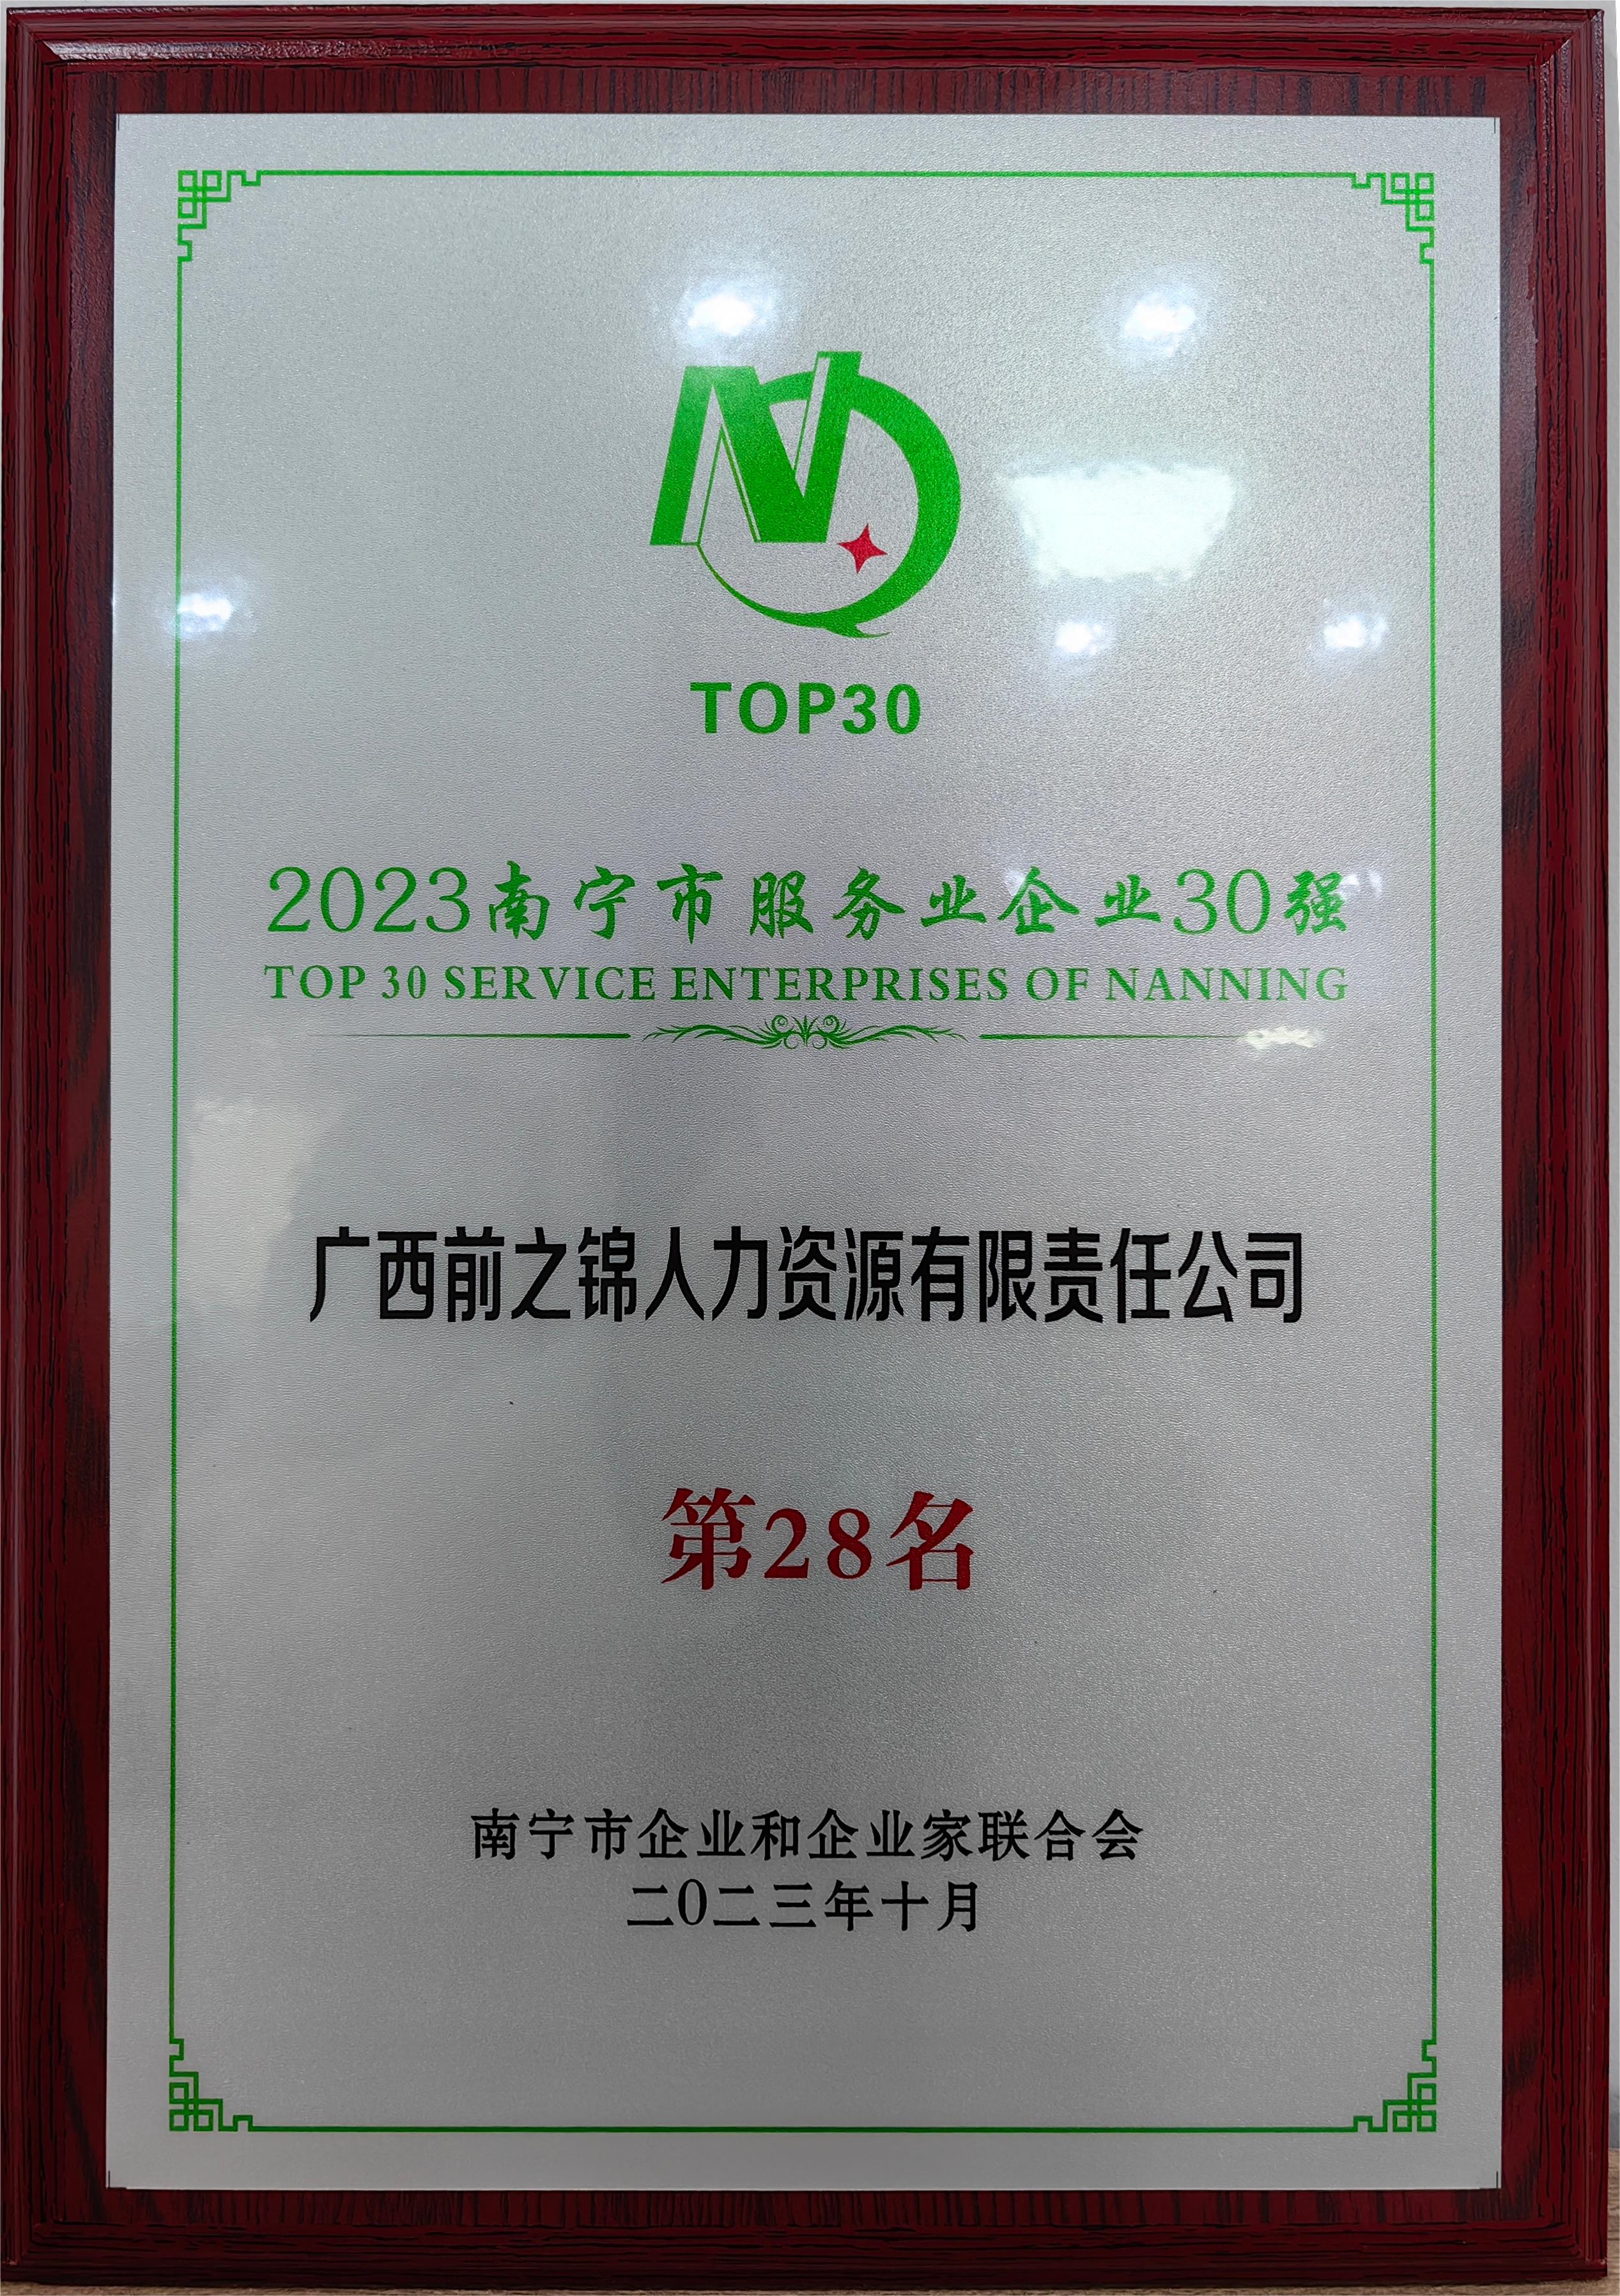 TOP30
2023南宁市服务业企业30强
TOP 30 SERVICE ENTERPRISES OF NANNING
广西前之锦人力资源有限责任公司
第28名
南宁市企业和企业家联合会
二0二三年十月